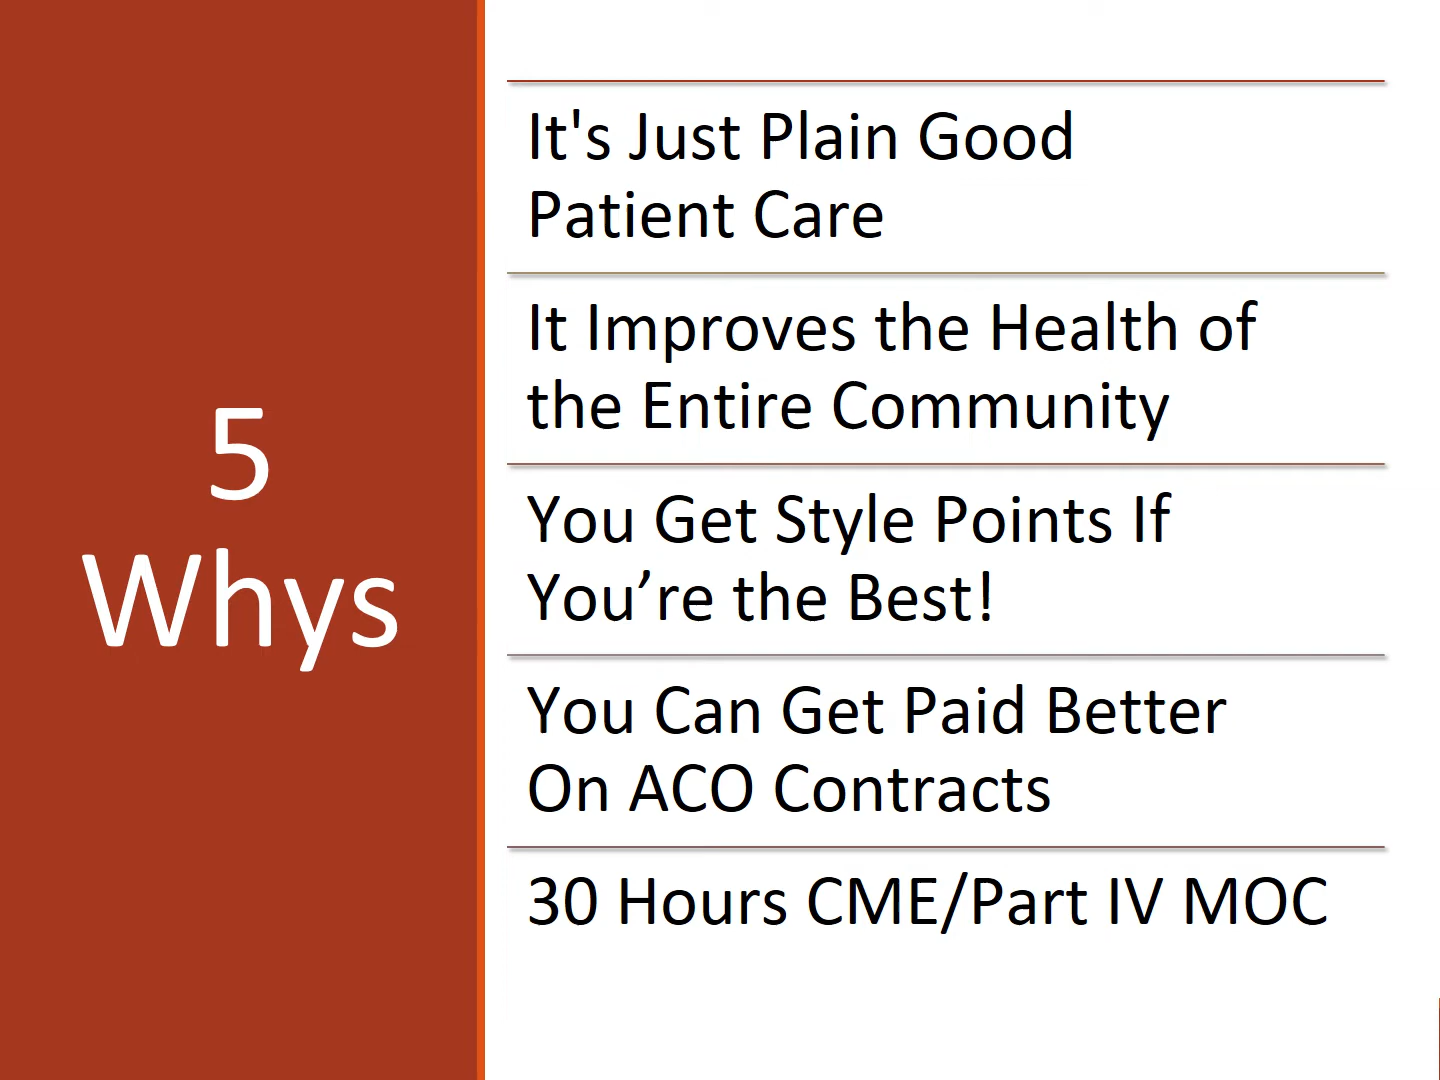 5
Whys
It's Just Plain Good
Patient Care
It Improves the Health of
the Entire Community
You Get Style Points If
You’re the Best!
You Can Get Paid Better
On ACO Contracts
30 Hours CME/Part IV MOC